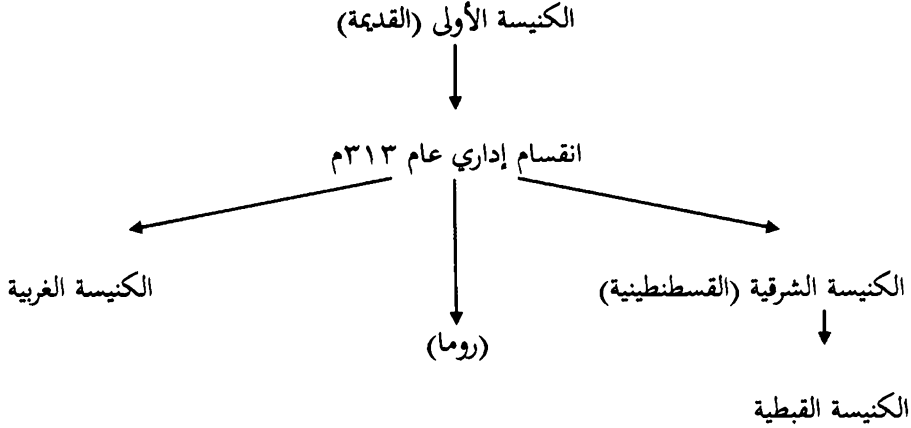 الكنيسة الأولى (القديمة)
انقسام إداري عام ٣١٣م
الكنيسة الشرقية (القسطنطينية)
الكنيسة الغربية
(روما)
الكنيسة القبطية